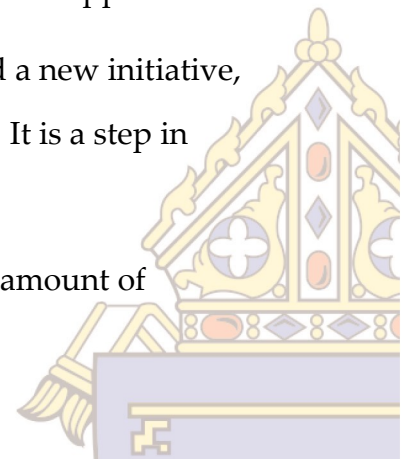 d a new initiative,
It is a step in
amount of